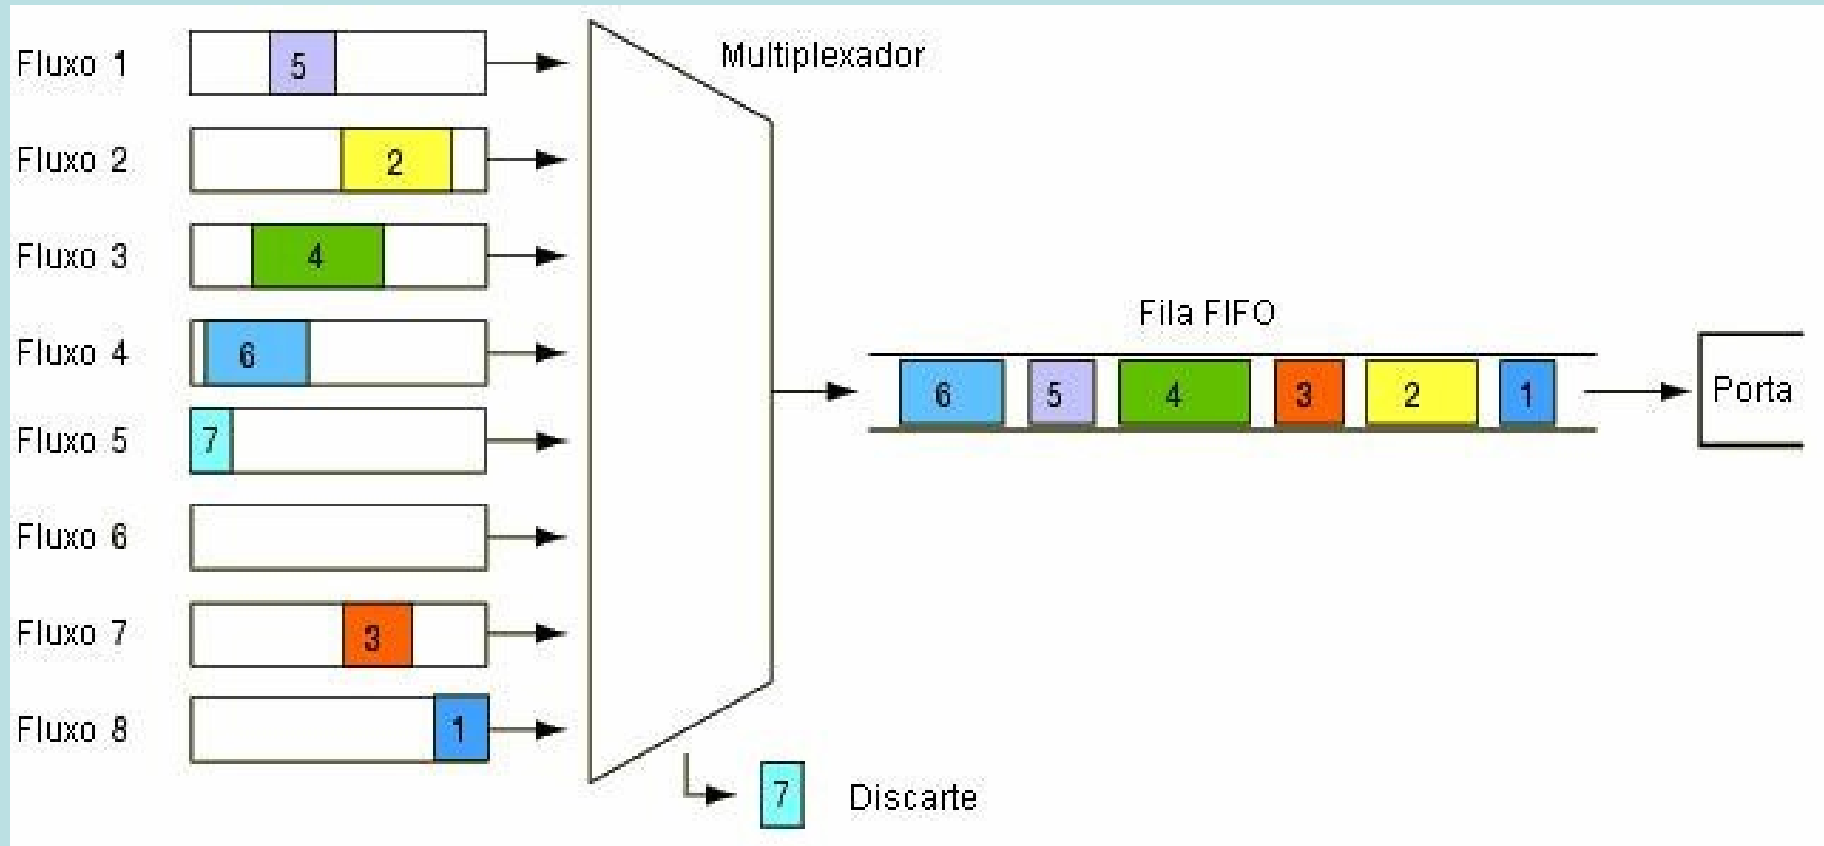 Fluxo 1
5
Multiplexador
Fluxo 2
2
Fluxo 3
4
Fila FIFO
Fluxo 4
6
6 5 4 3 2 1
Porta
Fluxo 5
7
Fluxo 6
Fluxo 7
3
Fluxo 8
1
7
Discarte